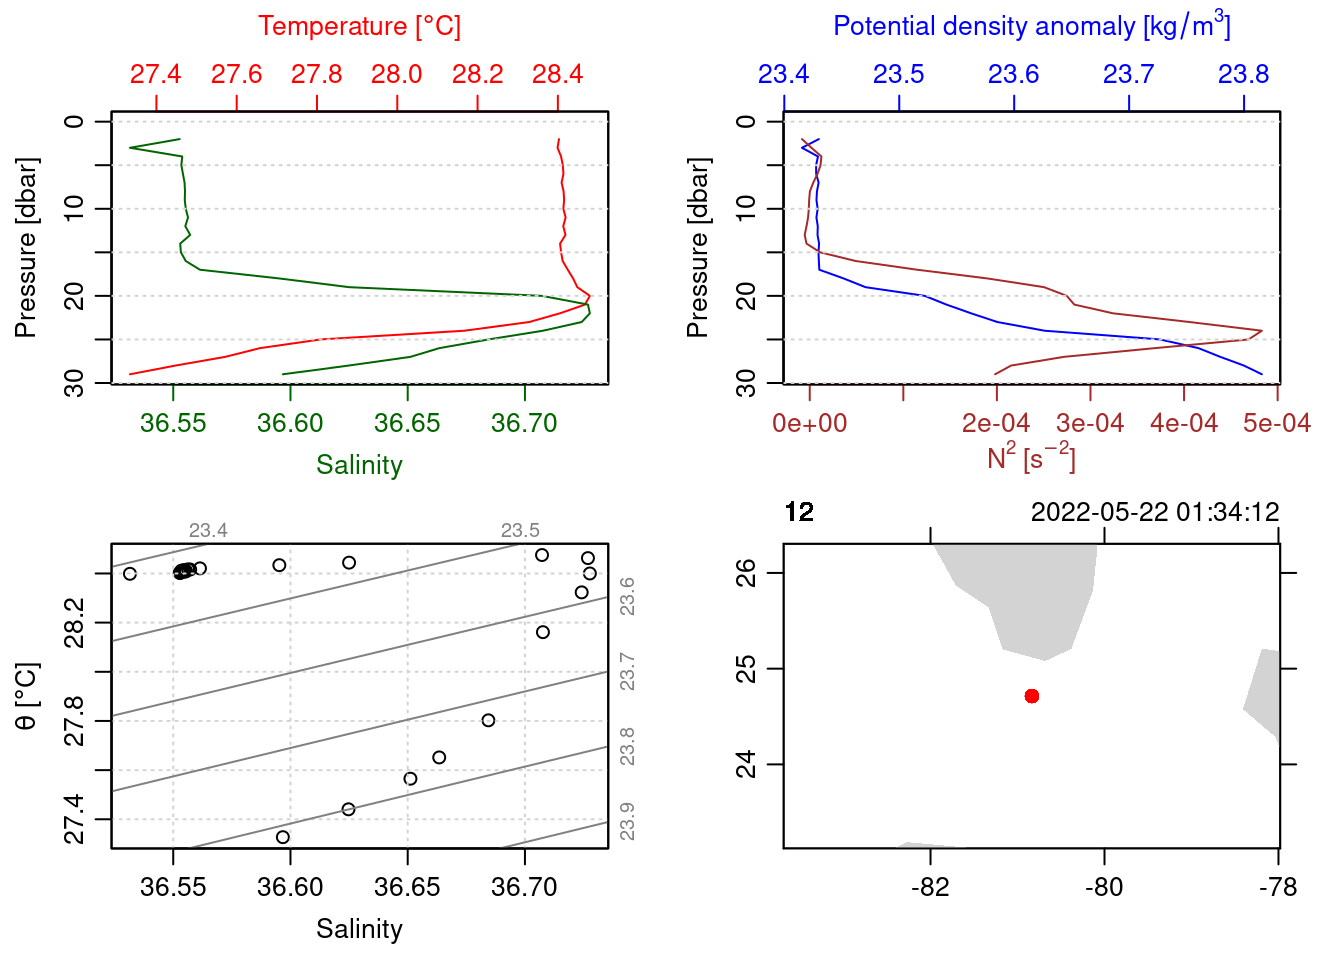 Temperature [°C]
27.4 27.6 27.8 28.0 28.2 28.4
Pressure [dbar]
0
10
20
30
36.55 36.60 36.65 36.70
Salinity
Potential density anomaly [kg/m³]
23.4 23.5 23.6 23.7 23.8
Pressure [dbar]
0
10
20
30
0e+00 2e-04 3e-04 4e-04 5e-04
N² [s⁻²]
23.4 23.5
23.6
23.7
23.8
23.9
θ [°C]
28.2
27.8
27.4
36.55 36.60 36.65 36.70
Salinity
12 2022-05-22 01:34:12
26
25
24
-82 -80 -78